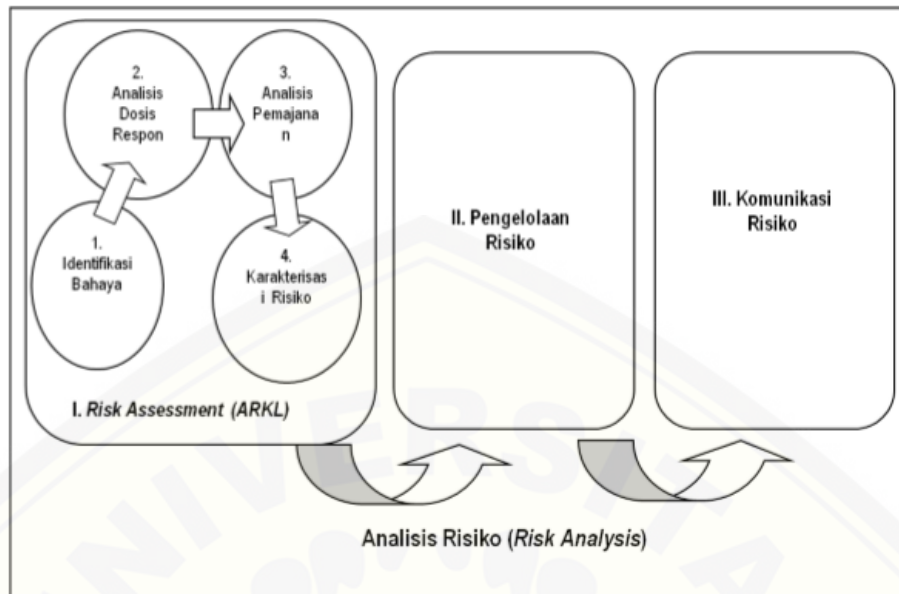 2.
Analisis
Dosis
Respon
3.
Analisis
Pemajana
n
1.
Identifikasi
Bahaya
4.
Karakterisas
i Risiko
I. Risk Assessment (ARKL)
II. Pengelolaan
Risiko
III. Komunikasi
Risiko
Analisis Risiko (Risk Analysis)